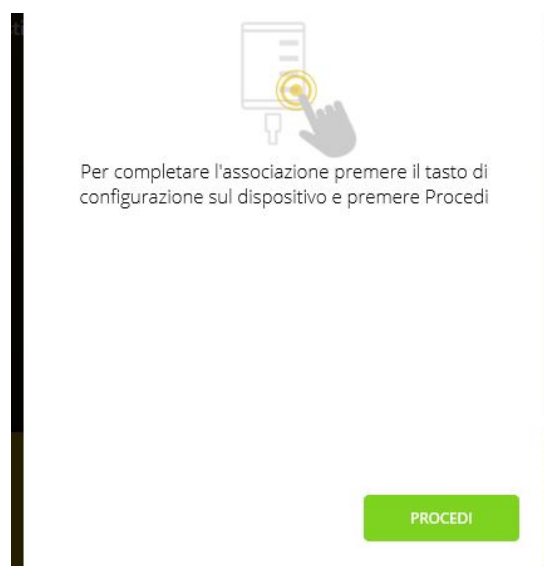 Per completare l'associazione premere il tasto di
configurazione sul dispositivo e premere Procedi
PROCEDI